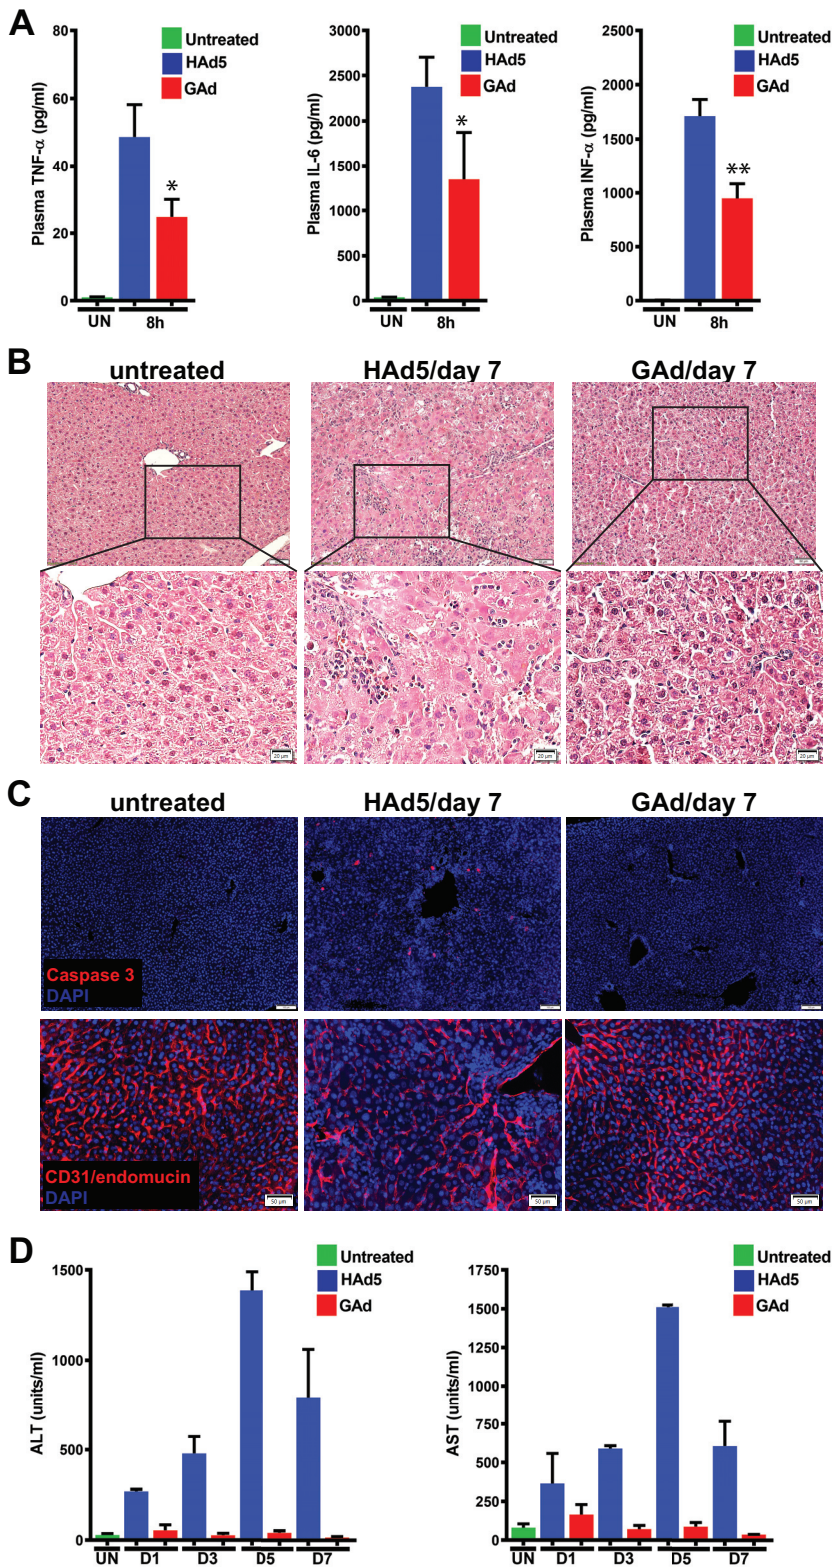 A
Untreated
HAd5
GAd
Plasma TNF-α (pg/ml)
80
60
40
20
0
UN
8h
Untreated
HAd5
GAd
Plasma IL-6 (pg/ml)
3000
2500
2000
1500
1000
500
0
UN
8h
Untreated
HAd5
GAd
Plasma INF-α (pg/ml)
2500
2000
1500
1000
500
0
UN
8h
*
*
**
B
untreated
HAd5/day 7
GAd/day 7
20 µm
20 µm
20 µm
C
untreated
HAd5/day 7
GAd/day 7
Caspase 3
DAPI
CD31/endomucin
DAPI
50 µm
50 µm
50 µm
D
Untreated
HAd5
GAd
ALT (units/ml)
1500
1000
500
0
UN
D1
D3
D5
D7
Untreated
HAd5
GAd
AST (units/ml)
1750
1500
1250
1000
750
500
250
0
UN
D1
D3
D5
D7